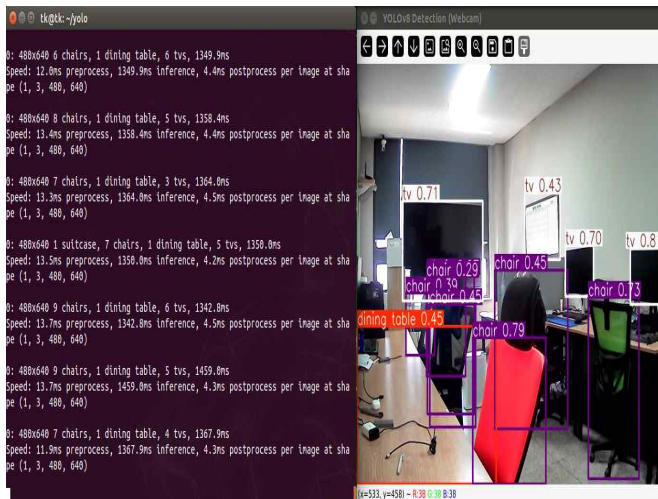 tk@tk: ~/yolo
0: 480x640 6 chairs, 1 dining table, 6 tvs, 1349.9ms
Speed: 12.0ms preprocess, 1349.9ms inference, 4.4ms postprocess per image at sha
pe (1, 3, 480, 640)
0: 480x640 8 chairs, 1 dining table, 5 tvs, 1358.4ms
Speed: 13.4ms preprocess, 1358.4ms inference, 4.4ms postprocess per image at sha
pe (1, 3, 480, 640)
0: 480x640 7 chairs, 1 dining table, 3 tvs, 1364.0ms
Speed: 13.3ms preprocess, 1364.0ms inference, 4.5ms postprocess per image at sha
pe (1, 3, 480, 640)
0: 480x640 1 suitcase, 7 chairs, 1 dining table, 5 tvs, 1350.0ms
Speed: 13.5ms preprocess, 1350.0ms inference, 4.2ms postprocess per image at sha
pe (1, 3, 480, 640)
0: 480x640 9 chairs, 1 dining table, 6 tvs, 1342.8ms
Speed: 13.7ms preprocess, 1342.8ms inference, 4.5ms postprocess per image at sha
pe (1, 3, 480, 640)
0: 480x640 9 chairs, 1 dining table, 5 tvs, 1459.0ms
Speed: 13.7ms preprocess, 1459.0ms inference, 4.3ms postprocess per image at sha
pe (1, 3, 480, 640)
0: 480x640 7 chairs, 1 dining table, 4 tvs, 1367.9ms
Speed: 11.9ms preprocess, 1367.9ms inference, 4.3ms postprocess per image at sha
pe (1, 3, 480, 640)
YOLOv8 Detection (Webcam)
tv 0.71
tv 0.43
tv 0.70
tv 0.8
chair 0.29
chair 0.45
chair 0.39
chair 0.45
chair 0.73
dining table 0.45
chair 0.79
(x=533, y=458) ~ R:38 G:38 B:38